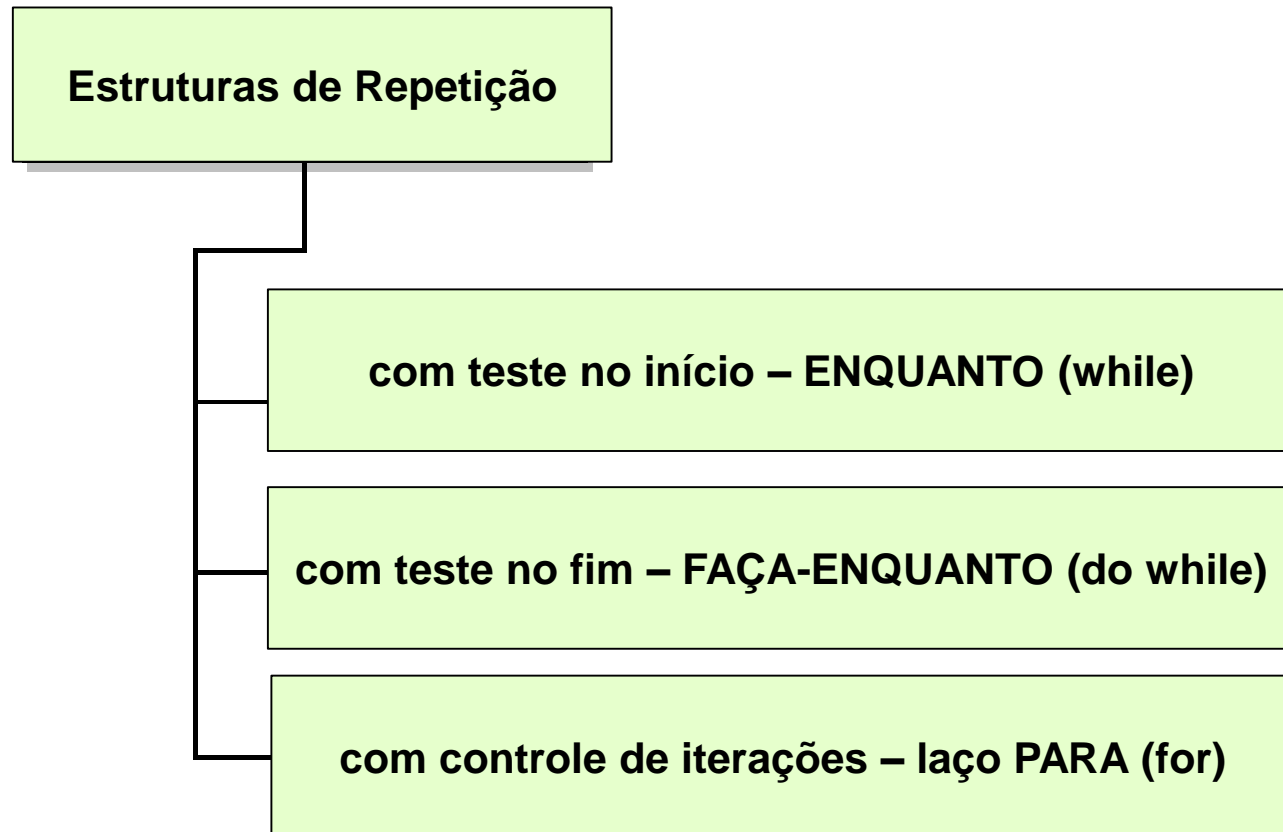 Estruturas de Repetição
com teste no início – ENQUANTO (while)
com teste no fim – FAÇA-ENQUANTO (do while)
com controle de iterações – laço PARA (for)